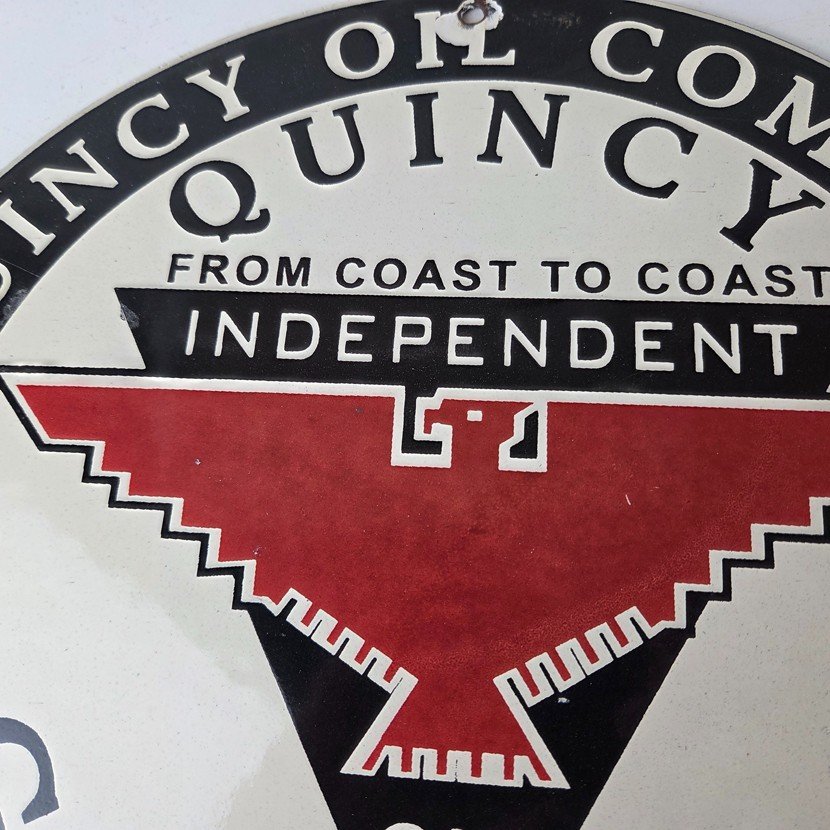 QUINCY OIL COM
QUINCY
FROM COAST TO COAST
INDEPENDENT